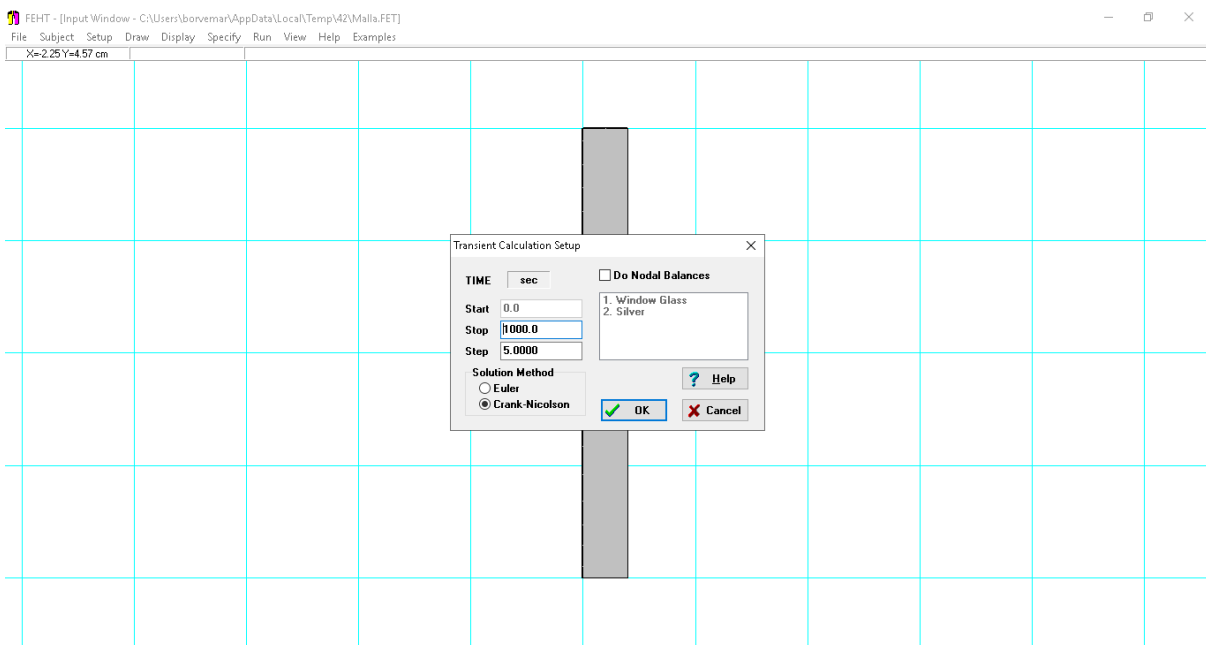 FEHT - [Input Window - C:\Users\borvemar\AppData\Local\Temp\42\Malla.FET]
File Subject Setup Draw Display Specify Run View Help Examples
X=-2.25 Y=4.57 cm
Transient Calculation Setup
TIME sec
Do Nodal Balances
Start 0.0
Stop 1000.0
Step 5.0000
1. Window Glass
2. Silver
Solution Method
Euler
Crank-Nicolson
Help
OK
Cancel